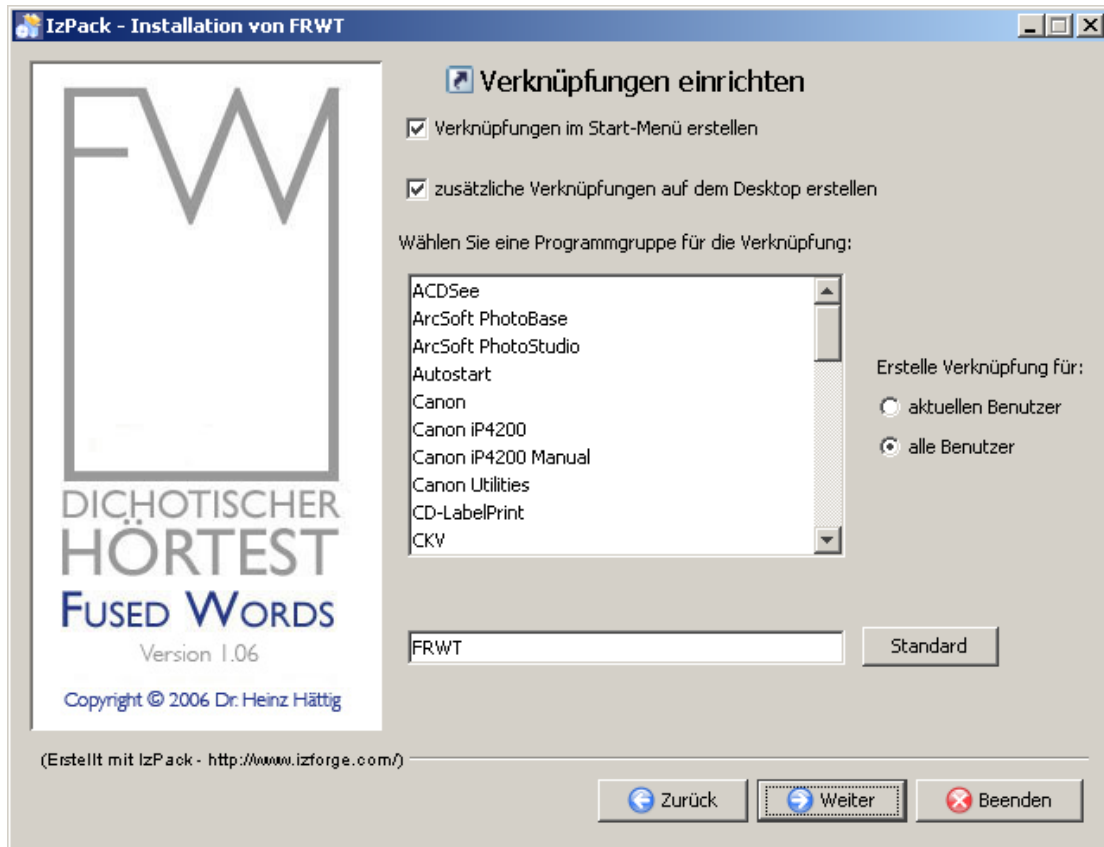 IzPack - Installation von FRWT
FW
DICHOTISCHER
HÖRTEST
FUSED WORDS
Version 1.06
Copyright © 2006 Dr. Heinz Hättig
Verknüpfungen einrichten
Verknüpfungen im Start-Menü erstellen
zusätzliche Verknüpfungen auf dem Desktop erstellen
Wählen Sie eine Programmgruppe für die Verknüpfung:
ACDSee
ArcSoft PhotoBase
ArcSoft PhotoStudio
Autostart
Canon
Canon iP4200
Canon iP4200 Manual
Canon Utilities
CD-LabelPrint
CKV
Erstelle Verknüpfung für:
aktuellen Benutzer
alle Benutzer
FRWT
Standard
(Erstellt mit IzPack - http://www.izforge.com/)
Zurück
Weiter
Beenden